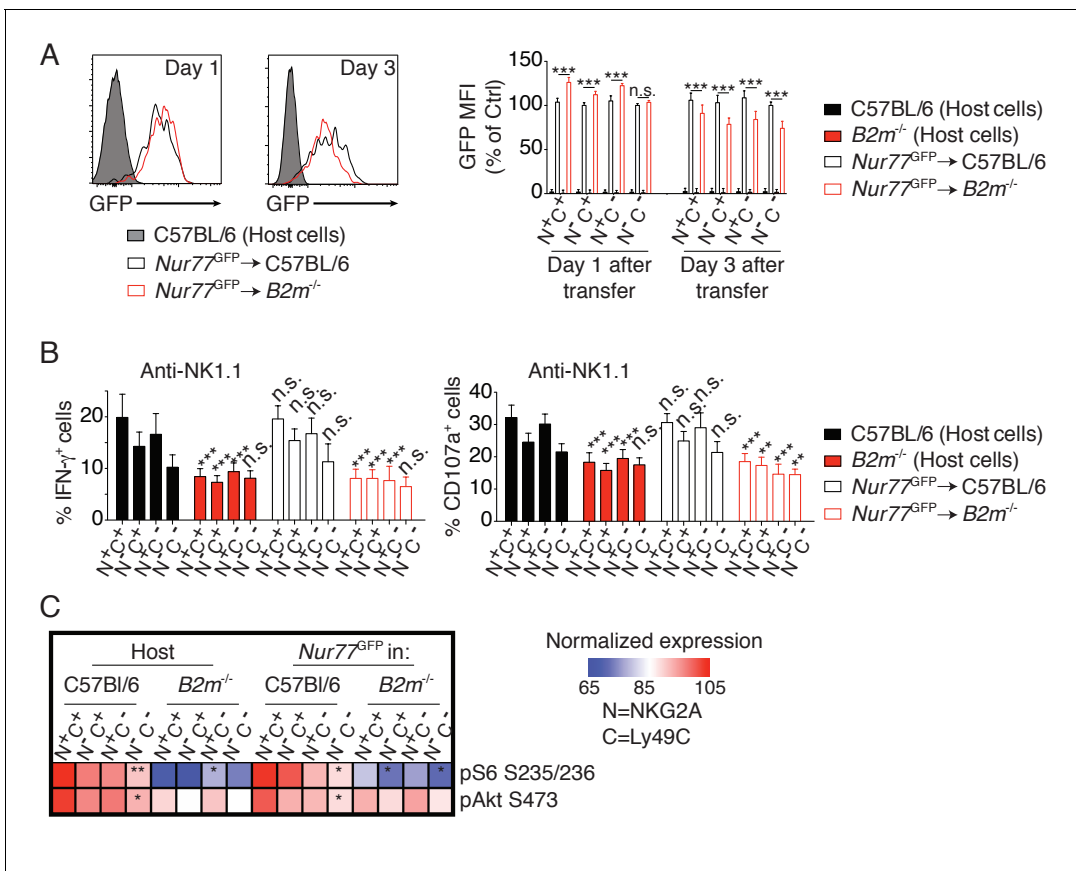 A
Day 1
Day 3
GFP
GFP
C57BL/6 (Host cells)
Nur77GFP→ C57BL/6
Nur77GFP→ B2m-/-
GFP MFI
(% of Ctrl)
150
100
50
0
*** *** *** n.s. *** *** *** ***
N+C+ N-C+ N+C- N-C- N+C+ N-C+ N+C- N-C-
Day 1 after transfer
Day 3 after transfer
C57BL/6 (Host cells)
B2m-/- (Host cells)
Nur77GFP→ C57BL/6
Nur77GFP→ B2m-/-
B
Anti-NK1.1
% IFN-γ+ cells
20
10
0
*** *** *** n.s. n.s. n.s. n.s. n.s. *** *** *** n.s.
N+C+ N-C+ N+C- N-C- N+C+ N-C+ N+C- N-C- N+C+ N-C+ N+C- N-C- N+C+ N-C+ N+C- N-C-
Anti-NK1.1
% CD107a+ cells
40
30
20
10
0
*** *** *** n.s. n.s. n.s. n.s. n.s. *** ** *** **
N+C+ N-C+ N+C- N-C- N+C+ N-C+ N+C- N-C- N+C+ N-C+ N+C- N-C- N+C+ N-C+ N+C- N-C-
C57BL/6 (Host cells)
B2m-/- (Host cells)
Nur77GFP→ C57BL/6
Nur77GFP→ B2m-/-
C
Host
Nur77GFP in:
C57Bl/6 B2m-/- C57Bl/6 B2m-/-
N+C+ N-C+ N+C- N-C- N+C+ N-C+ N+C- N-C- N+C+ N-C+ N+C- N-C- N+C+ N-C+ N+C- N-C-
** * * * * pS6 S235/236
* * pAkt S473
Normalized expression
65 85 105
N=NKG2A
C=Ly49C